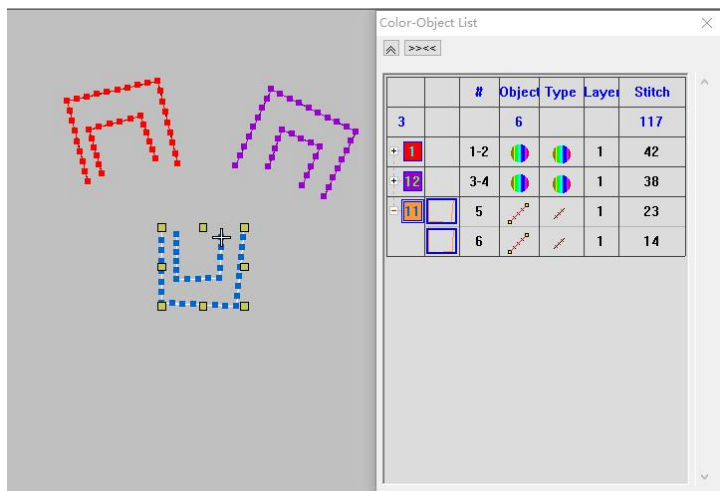 Color-Object List
>><<
# Object Type Layer Stitch
3 6 117
1 1-2 1 42
12 3-4 1 38
11 5 1 23
6 1 14